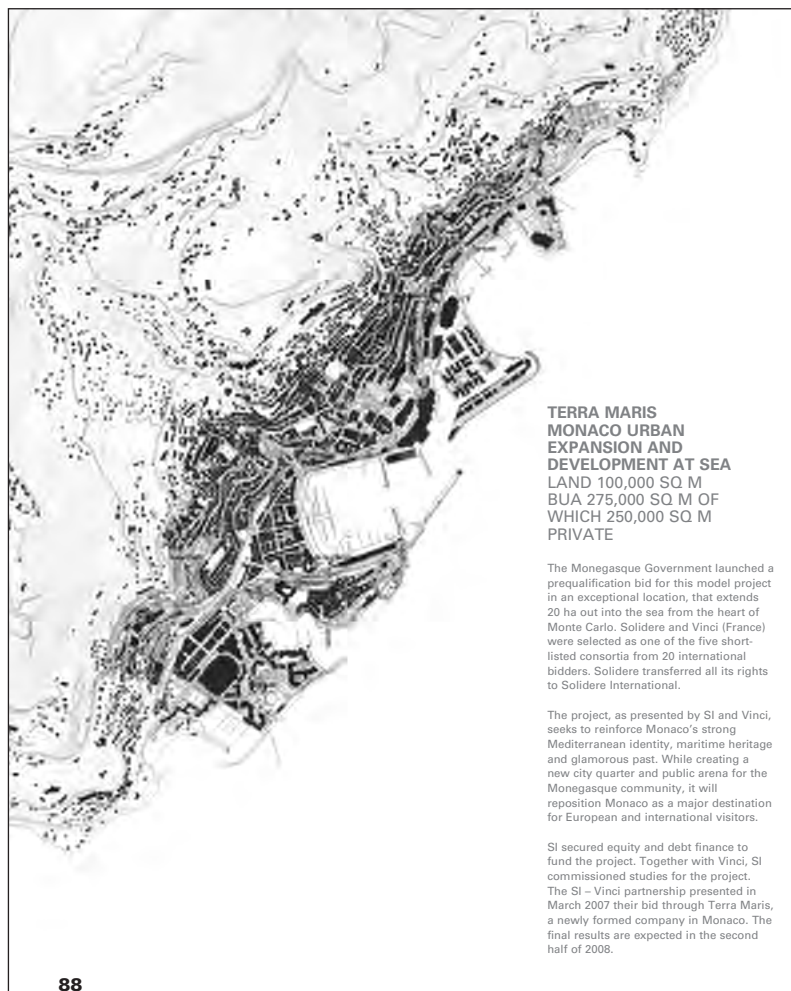 TERRA MARIS
MONACO URBAN
EXPANSION AND
DEVELOPMENT AT SEA
LAND 100,000 SQ M
BUA 275,000 SQ M OF
WHICH 250,000 SQ M
PRIVATE
The Monegasque Government launched a
prequalification bid for this model project
in an exceptional location, that extends
20 ha out into the sea from the heart of
Monte Carlo. Solidere and Vinci (France)
were selected as one of the five short-
listed consortia from 20 international
bidders. Solidere transferred all its rights
to Solidere International.
The project, as presented by SI and Vinci,
seeks to reinforce Monaco's strong
Mediterranean identity, maritime heritage
and glamorous past. While creating a
new city quarter and public arena for the
Monegasque community, it will
reposition Monaco as a major destination
for European and international visitors.
SI secured equity and debt finance to
fund the project. Together with Vinci, SI
commissioned studies for the project.
The SI – Vinci partnership presented in
March 2007 their bid through Terra Maris,
a newly formed company in Monaco. The
final results are expected in the second
half of 2008.
88